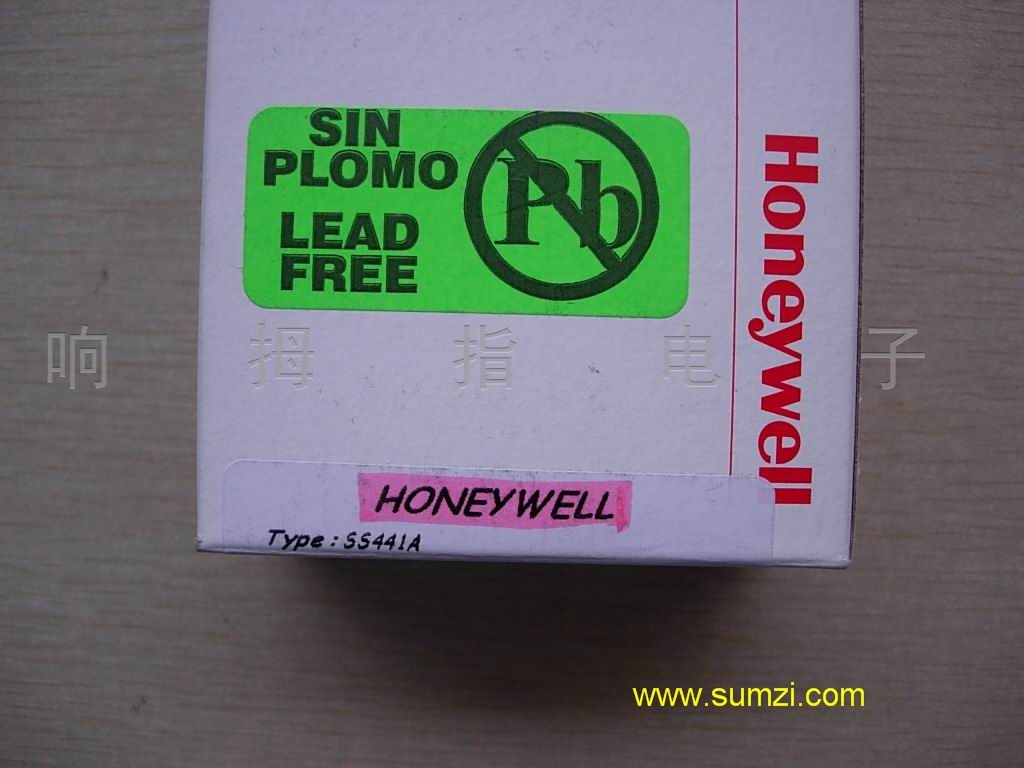 SIN
PLOMO
LEAD
FREE
Pb
Honeywell
响拇指电子
HONEYWELL
Type : SS441A
www.sumzi.com